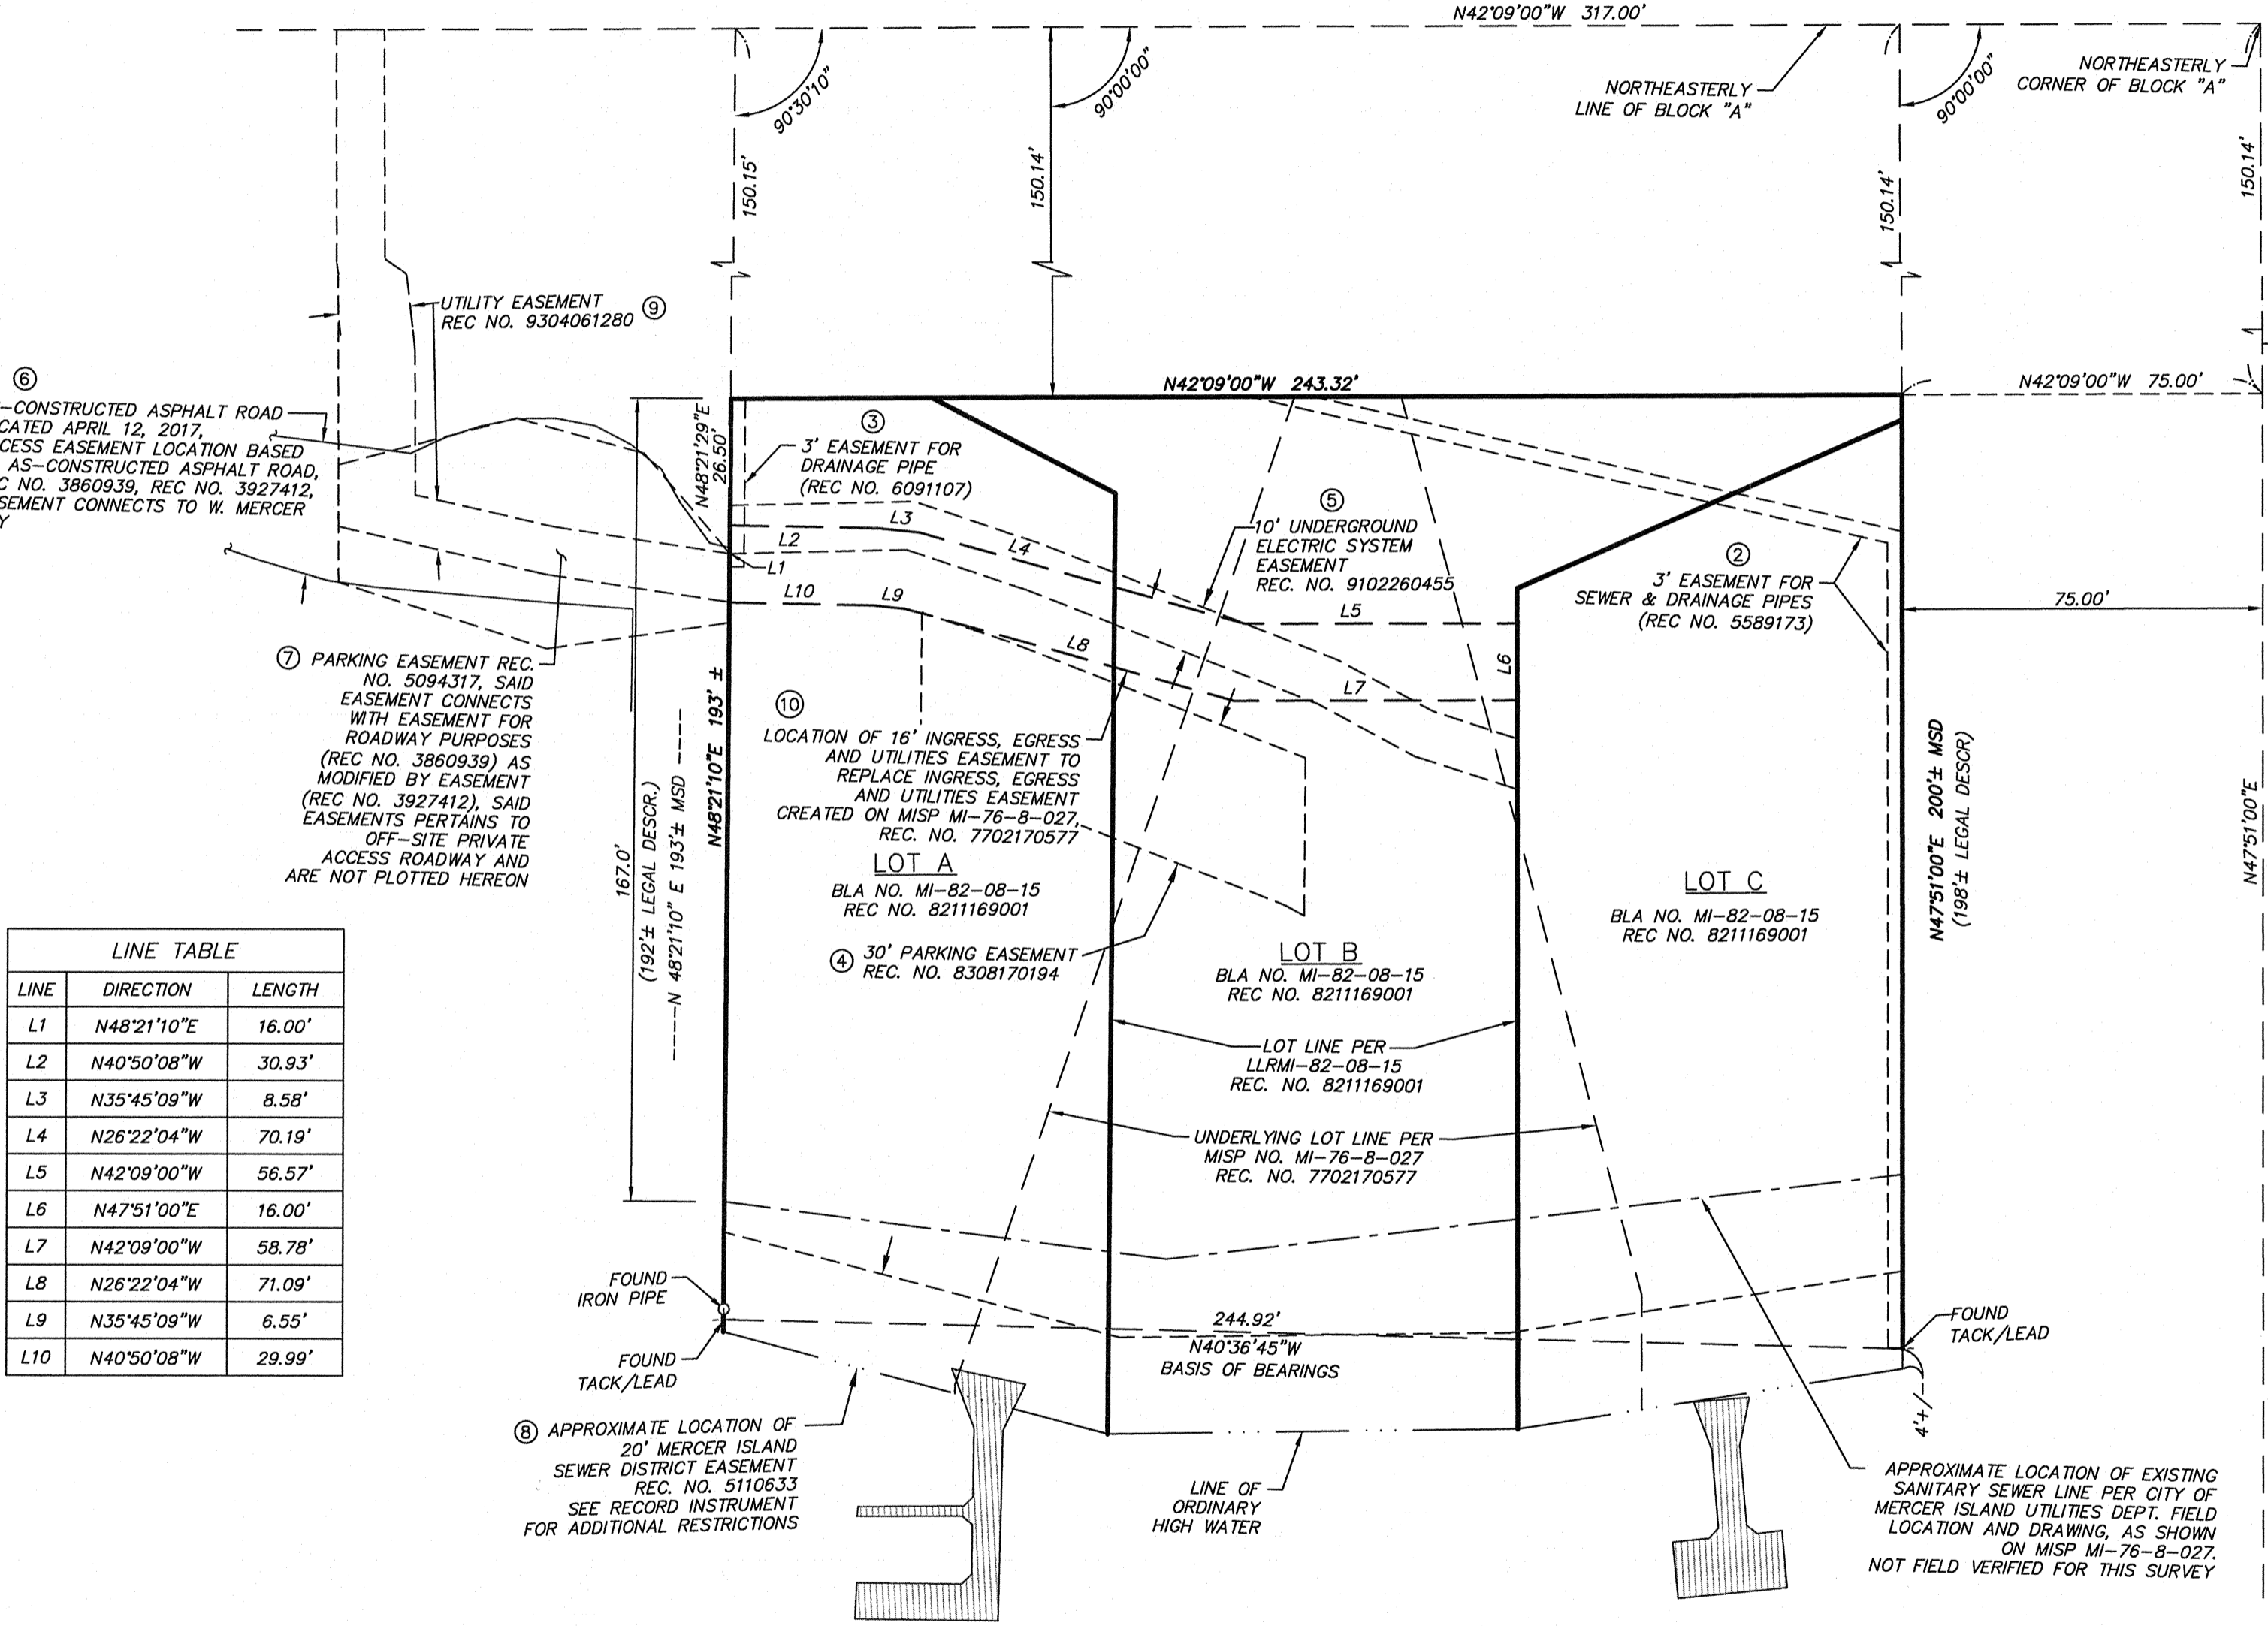 N42°09'00"W 317.00'
90°30'10"
90°00'00"
NORTHEASTERLY
LINE OF BLOCK "A"
90°00'00"
NORTHEASTERLY
CORNER OF BLOCK "A"
150.15'
150.14'
150.14'
150.14'
UTILITY EASEMENT
REC NO. 9304061280
⑨
⑥
-CONSTRUCTED ASPHALT ROAD
CATED APRIL 12, 2017,
CESS EASEMENT LOCATION BASED
AS-CONSTRUCTED ASPHALT ROAD,
C NO. 3860939, REC NO. 3927412,
SEMENT CONNECTS TO W. MERCER
Y
N42°09'00"W 243.32'
N42°09'00"W 75.00'
N48°21'29"E
26.50'
③
3' EASEMENT FOR
DRAINAGE PIPE
(REC NO. 6091107)
L3
L2
L4
L1
L10
L9
⑤
10' UNDERGROUND
ELECTRIC SYSTEM
EASEMENT
REC. NO. 9102260455
L5
L6
L8
L7
②
3' EASEMENT FOR
SEWER & DRAINAGE PIPES
(REC NO. 5589173)
75.00'
⑦ PARKING EASEMENT REC.
NO. 5094317, SAID
EASEMENT CONNECTS
WITH EASEMENT FOR
ROADWAY PURPOSES
(REC NO. 3860939) AS
MODIFIED BY EASEMENT
(REC NO. 3927412), SAID
EASEMENTS PERTAINS TO
OFF-SITE PRIVATE
ACCESS ROADWAY AND
ARE NOT PLOTTED HEREON
167.0'
(192'± LEGAL DESCR.)
N 48°21'10" E 193'± MSD
N48°21'10"E 193' ±
⑩
LOCATION OF 16' INGRESS, EGRESS
AND UTILITIES EASEMENT TO
REPLACE INGRESS, EGRESS
AND UTILITIES EASEMENT
CREATED ON MISP MI-76-8-027,
REC. NO. 7702170577
LOT A
BLA NO. MI-82-08-15
REC NO. 8211169001
④ 30' PARKING EASEMENT
REC. NO. 8308170194
LOT B
BLA NO. MI-82-08-15
REC NO. 8211169001
LOT C
BLA NO. MI-82-08-15
REC NO. 8211169001
N47°51'00"E 200'± MSD
(198'± LEGAL DESCR)
N47°51'00"E
LOT LINE PER
LLRMI-82-08-15
REC. NO. 8211169001
UNDERLYING LOT LINE PER
MISP NO. MI-76-8-027
REC. NO. 7702170577
LINE TABLE
LINE DIRECTION LENGTH
L1 N48°21'10"E 16.00'
L2 N40°50'08"W 30.93'
L3 N35°45'09"W 8.58'
L4 N26°22'04"W 70.19'
L5 N42°09'00"W 56.57'
L6 N47°51'00"E 16.00'
L7 N42°09'00"W 58.78'
L8 N26°22'04"W 71.09'
L9 N35°45'09"W 6.55'
L10 N40°50'08"W 29.99'
FOUND
IRON PIPE
FOUND
TACK/LEAD
244.92'
N40°36'45"W
BASIS OF BEARINGS
FOUND
TACK/LEAD
4'+/
⑧ APPROXIMATE LOCATION OF
20' MERCER ISLAND
SEWER DISTRICT EASEMENT
REC. NO. 5110633
SEE RECORD INSTRUMENT
FOR ADDITIONAL RESTRICTIONS
LINE OF
ORDINARY
HIGH WATER
APPROXIMATE LOCATION OF EXISTING
SANITARY SEWER LINE PER CITY OF
MERCER ISLAND UTILITIES DEPT. FIELD
LOCATION AND DRAWING, AS SHOWN
ON MISP MI-76-8-027.
NOT FIELD VERIFIED FOR THIS SURVEY